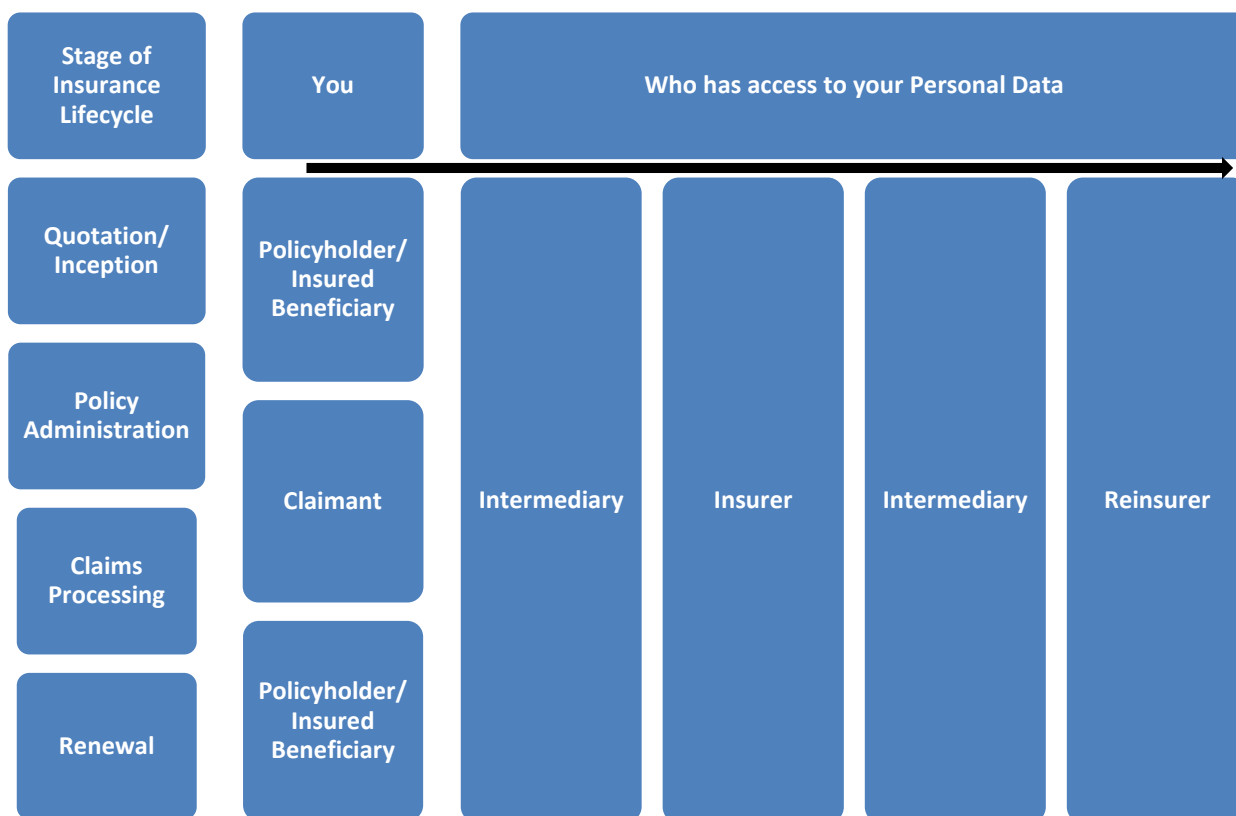 Stage of
Insurance
Lifecycle
You
Who has access to your Personal Data
Quotation/
Inception
Policy
Administration
Claims
Processing
Renewal
Policyholder/
Insured
Beneficiary
Claimant
Policyholder/
Insured
Beneficiary
Intermediary
Insurer
Intermediary
Reinsurer